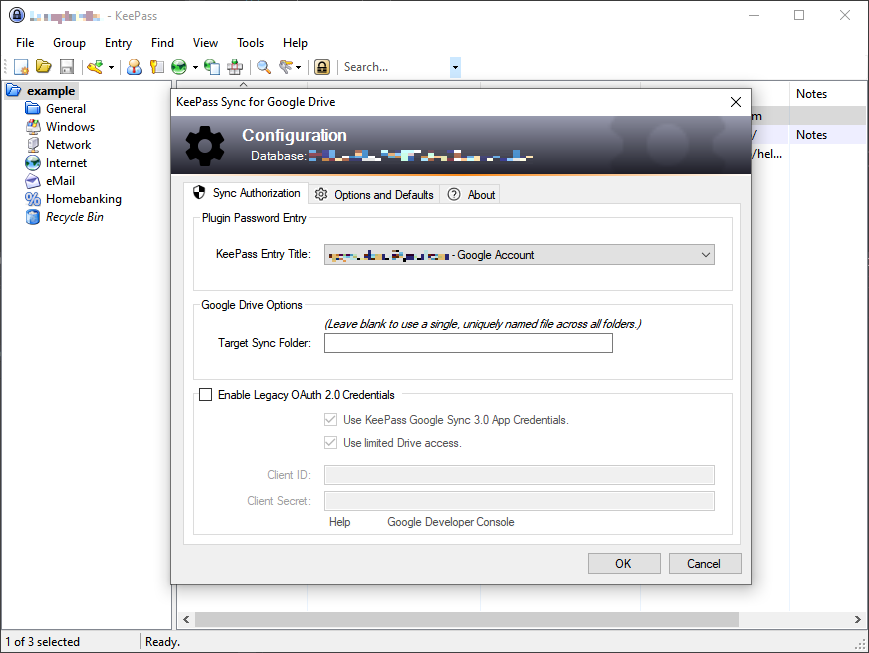 - KeePass
File Group Entry Find View Tools Help
Search...
example
General
Windows
Network
Internet
eMail
Homebanking
Recycle Bin
Notes
m
/ Notes
/hel...
KeePass Sync for Google Drive
Configuration
Database:
Sync Authorization Options and Defaults About
Plugin Password Entry
KeePass Entry Title: - Google Account
Google Drive Options
(Leave blank to use a single, uniquely named file across all folders.)
Target Sync Folder:
Enable Legacy OAuth 2.0 Credentials
Use KeePass Google Sync 3.0 App Credentials.
Use limited Drive access.
Client ID:
Client Secret:
Help Google Developer Console
OK Cancel
1 of 3 selected Ready.